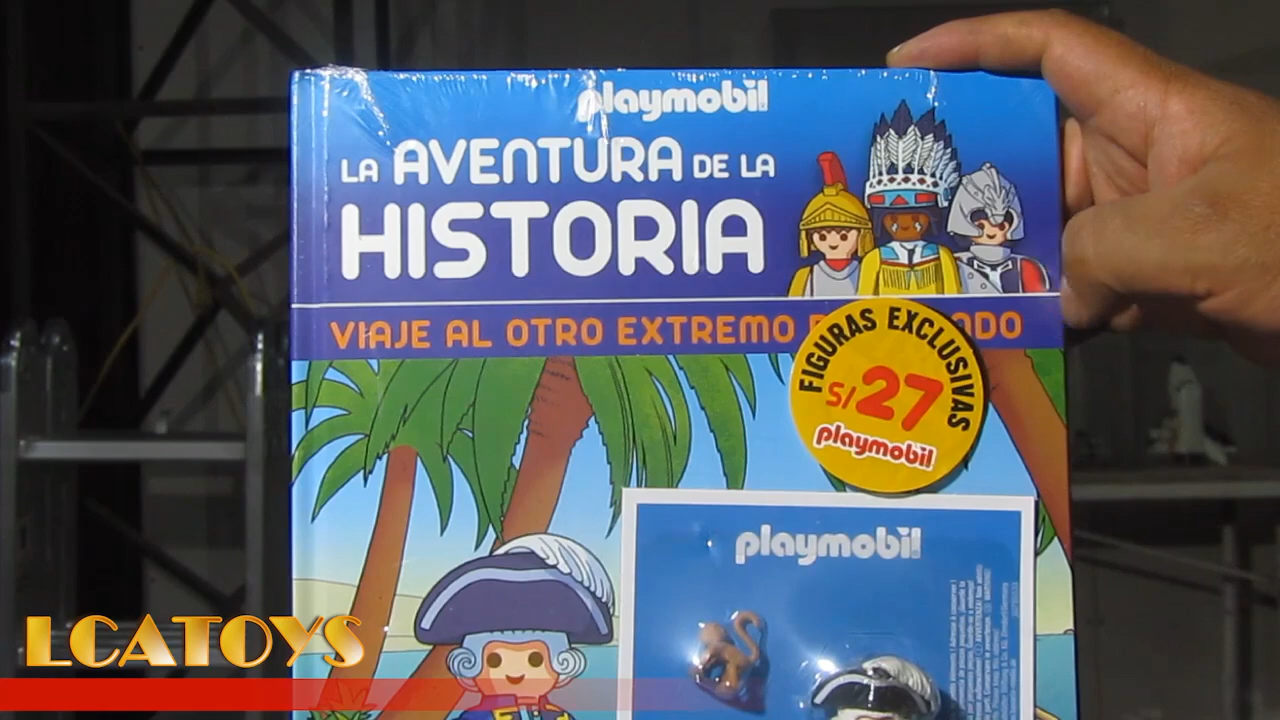 playmobil
LA AVENTURA DE LA
HISTORIA
VIAJE AL OTRO EXTREMO
FIGURAS EXCLUSIVAS
S/27
playmobil
playmobil
LCATOYS